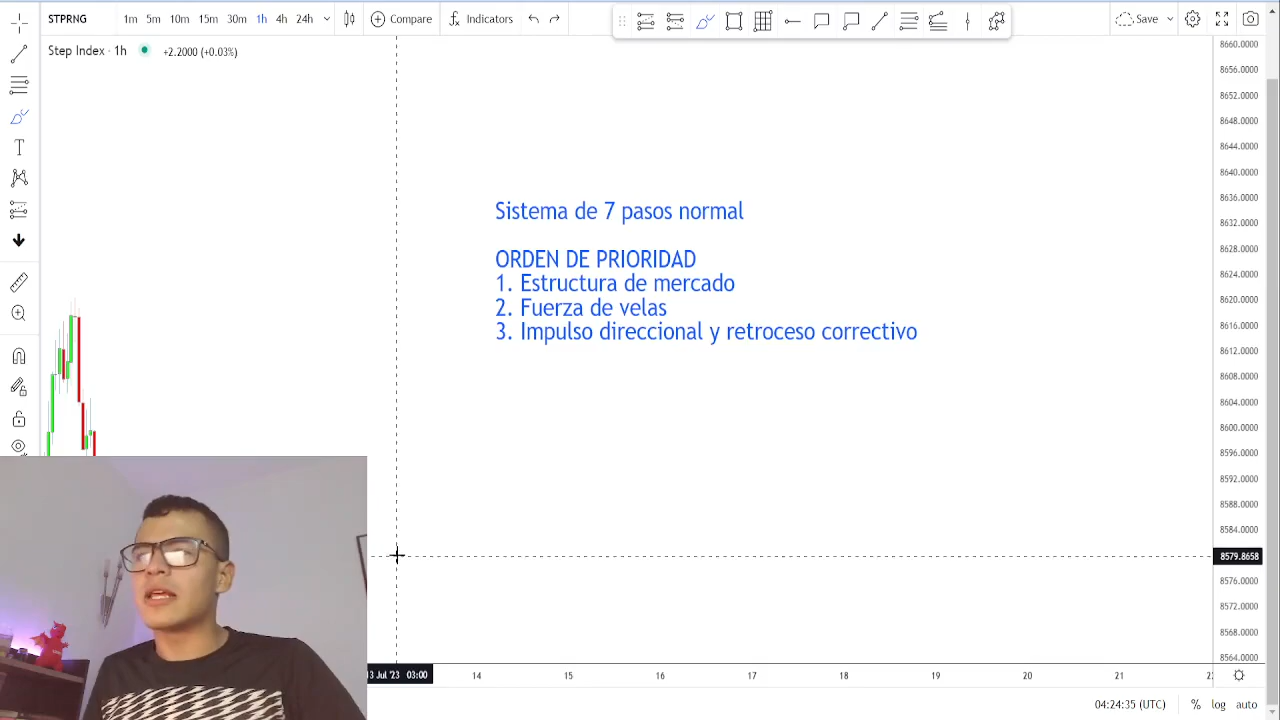 STPRNG 1m 5m 10m 15m 30m 1h 4h 24h Compare Indicators Save
Step Index · 1h +2.2000 (+0.03%)
Sistema de 7 pasos normal
ORDEN DE PRIORIDAD
1. Estructura de mercado
2. Fuerza de velas
3. Impulso direccional y retroceso correctivo
8660.0000
8656.0000
8652.0000
8648.0000
8644.0000
8640.0000
8636.0000
8632.0000
8628.0000
8624.0000
8620.0000
8616.0000
8612.0000
8608.0000
8604.0000
8600.0000
8596.0000
8592.0000
8588.0000
8584.0000
8579.8658
8576.0000
8572.0000
8568.0000
8564.0000
13 Jul '23 03:00 14 15 16 17 18 19 20 21
04:24:35 (UTC) % log auto